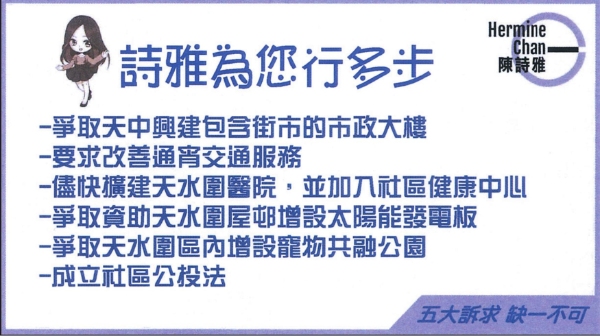 Hermine
Chan
陳詩雅
詩雅為您行多步
-爭取天中興建包含街市的市政大樓
-要求改善通宵交通服務
-儘快擴建天水圍醫院，並加入社區健康中心
-爭取資助天水圍屋邨增設太陽能發電板
-爭取天水圍區內增設寵物共融公園
-成立社區公投法
五大訴求 缺一不可